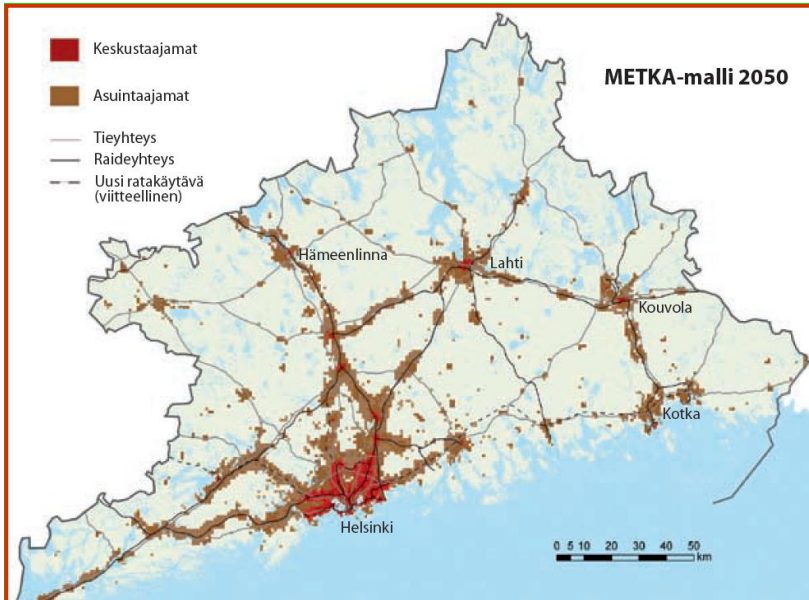 METKA-malli 2050
Keskustaajamat
Asuintaajamat
Tieyhteys
Raideyhteys
Uusi ratakäytävä
(viitteellinen)
Hämeenlinna
Lahti
Kouvola
Kotka
Helsinki
0 5 10 20 30 40 50
km